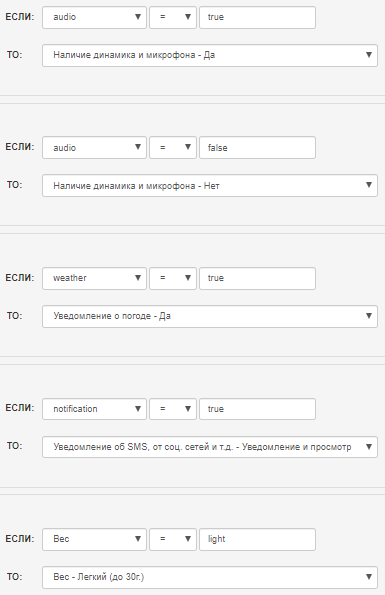 ЕСЛИ: audio = true
ТО: Наличие динамика и микрофона - Да
ЕСЛИ: audio = false
ТО: Наличие динамика и микрофона - Нет
ЕСЛИ: weather = true
ТО: Уведомление о погоде - Да
ЕСЛИ: notification = true
ТО: Уведомление об SMS, от соц. сетей и т.д. - Уведомление и просмотр
ЕСЛИ: Вес = light
ТО: Вес - Легкий (до 30г.)